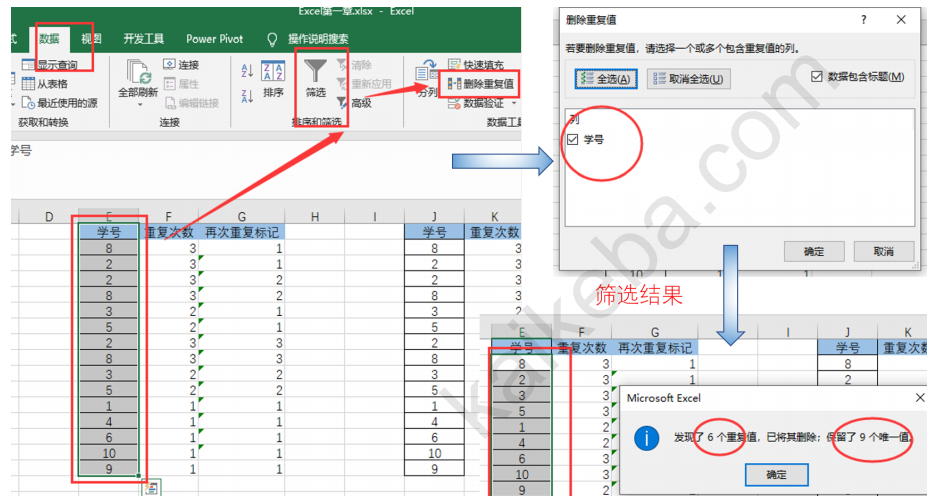 Excel第一章.xlsx - Excel
式 数据 视图 开发工具 Power Pivot 操作说明搜索
显示查询
从表格
最近使用的源
获取和转换
全部刷新
连接
属性
编辑链接
连接
排序
筛选
清除
重新应用
高级
排序和筛选
分列
快速填充
删除重复值
数据验证
数据工具
学号
D E F G H I J K
学号 重复次数 再次重复标记 学号 重复次数
8 3 1 8 3
2 3 1 2 3
2 3 2 2 3
8 3 2 8 3
3 2 1 3 2
5 2 1 5
2 3 3 2
8 3 3 8
3 2 2 3
5 2 2 5
1 1 1 1
4 1 1 4
6 1 1 6
10 1 1 10
9 1 1 9
删除重复值 ? ×
若要删除重复值，请选择一个或多个包含重复值的列。
全选(A) 取消全选(U) 数据包含标题(M)
列
学号
确定 取消
10 1 1
筛选结果
E F G I J K
学号 重复次数 再次重复标记 学号 重复次数
8 3 1 8
2 3 1 2
3 3
5 3
1 2
4 2
6 3
10 3
9 2
Microsoft Excel
发现了 6 个重复值，已将其删除；保留了 9 个唯一值。
确定
kaikeba.com